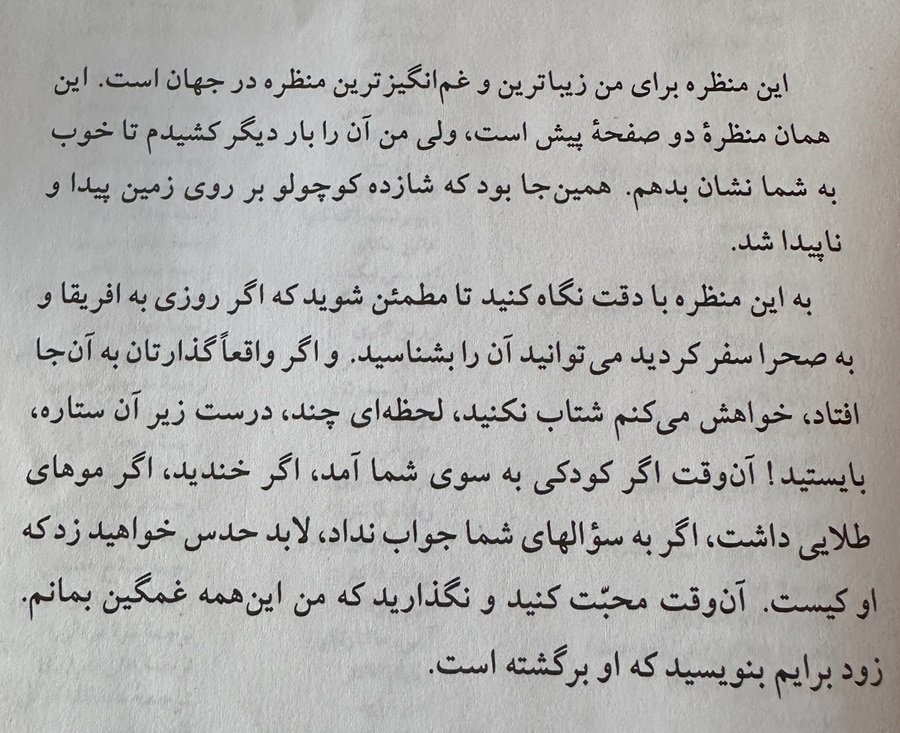 این منظره برای من زیباترین و غم‌انگیزترین منظره در جهان است. این
همان منظرهٔ دو صفحهٔ پیش است، ولی من آن را بار دیگر کشیدم تا خوب
به شما نشان بدهم. همین‌جا بود که شازده کوچولو بر روی زمین پیدا و
ناپیدا شد.
به این منظره با دقت نگاه کنید تا مطمئن شوید که اگر روزی به افریقا و
به صحرا سفر کردید می‌توانید آن را بشناسید. و اگر واقعاً گذارتان به آن‌جا
افتاد، خواهش می‌کنم شتاب نکنید، لحظه‌ای چند، درست زیر آن ستاره،
بایستید! آن‌وقت اگر کودکی به سوی شما آمد، اگر خندید، اگر موهای
طلایی داشت، اگر به سؤالهای شما جواب نداد، لابد حدس خواهید زد که
او کیست. آن‌وقت محبّت کنید و نگذارید که من این‌همه غمگین بمانم.
زود برایم بنویسید که او برگشته است.